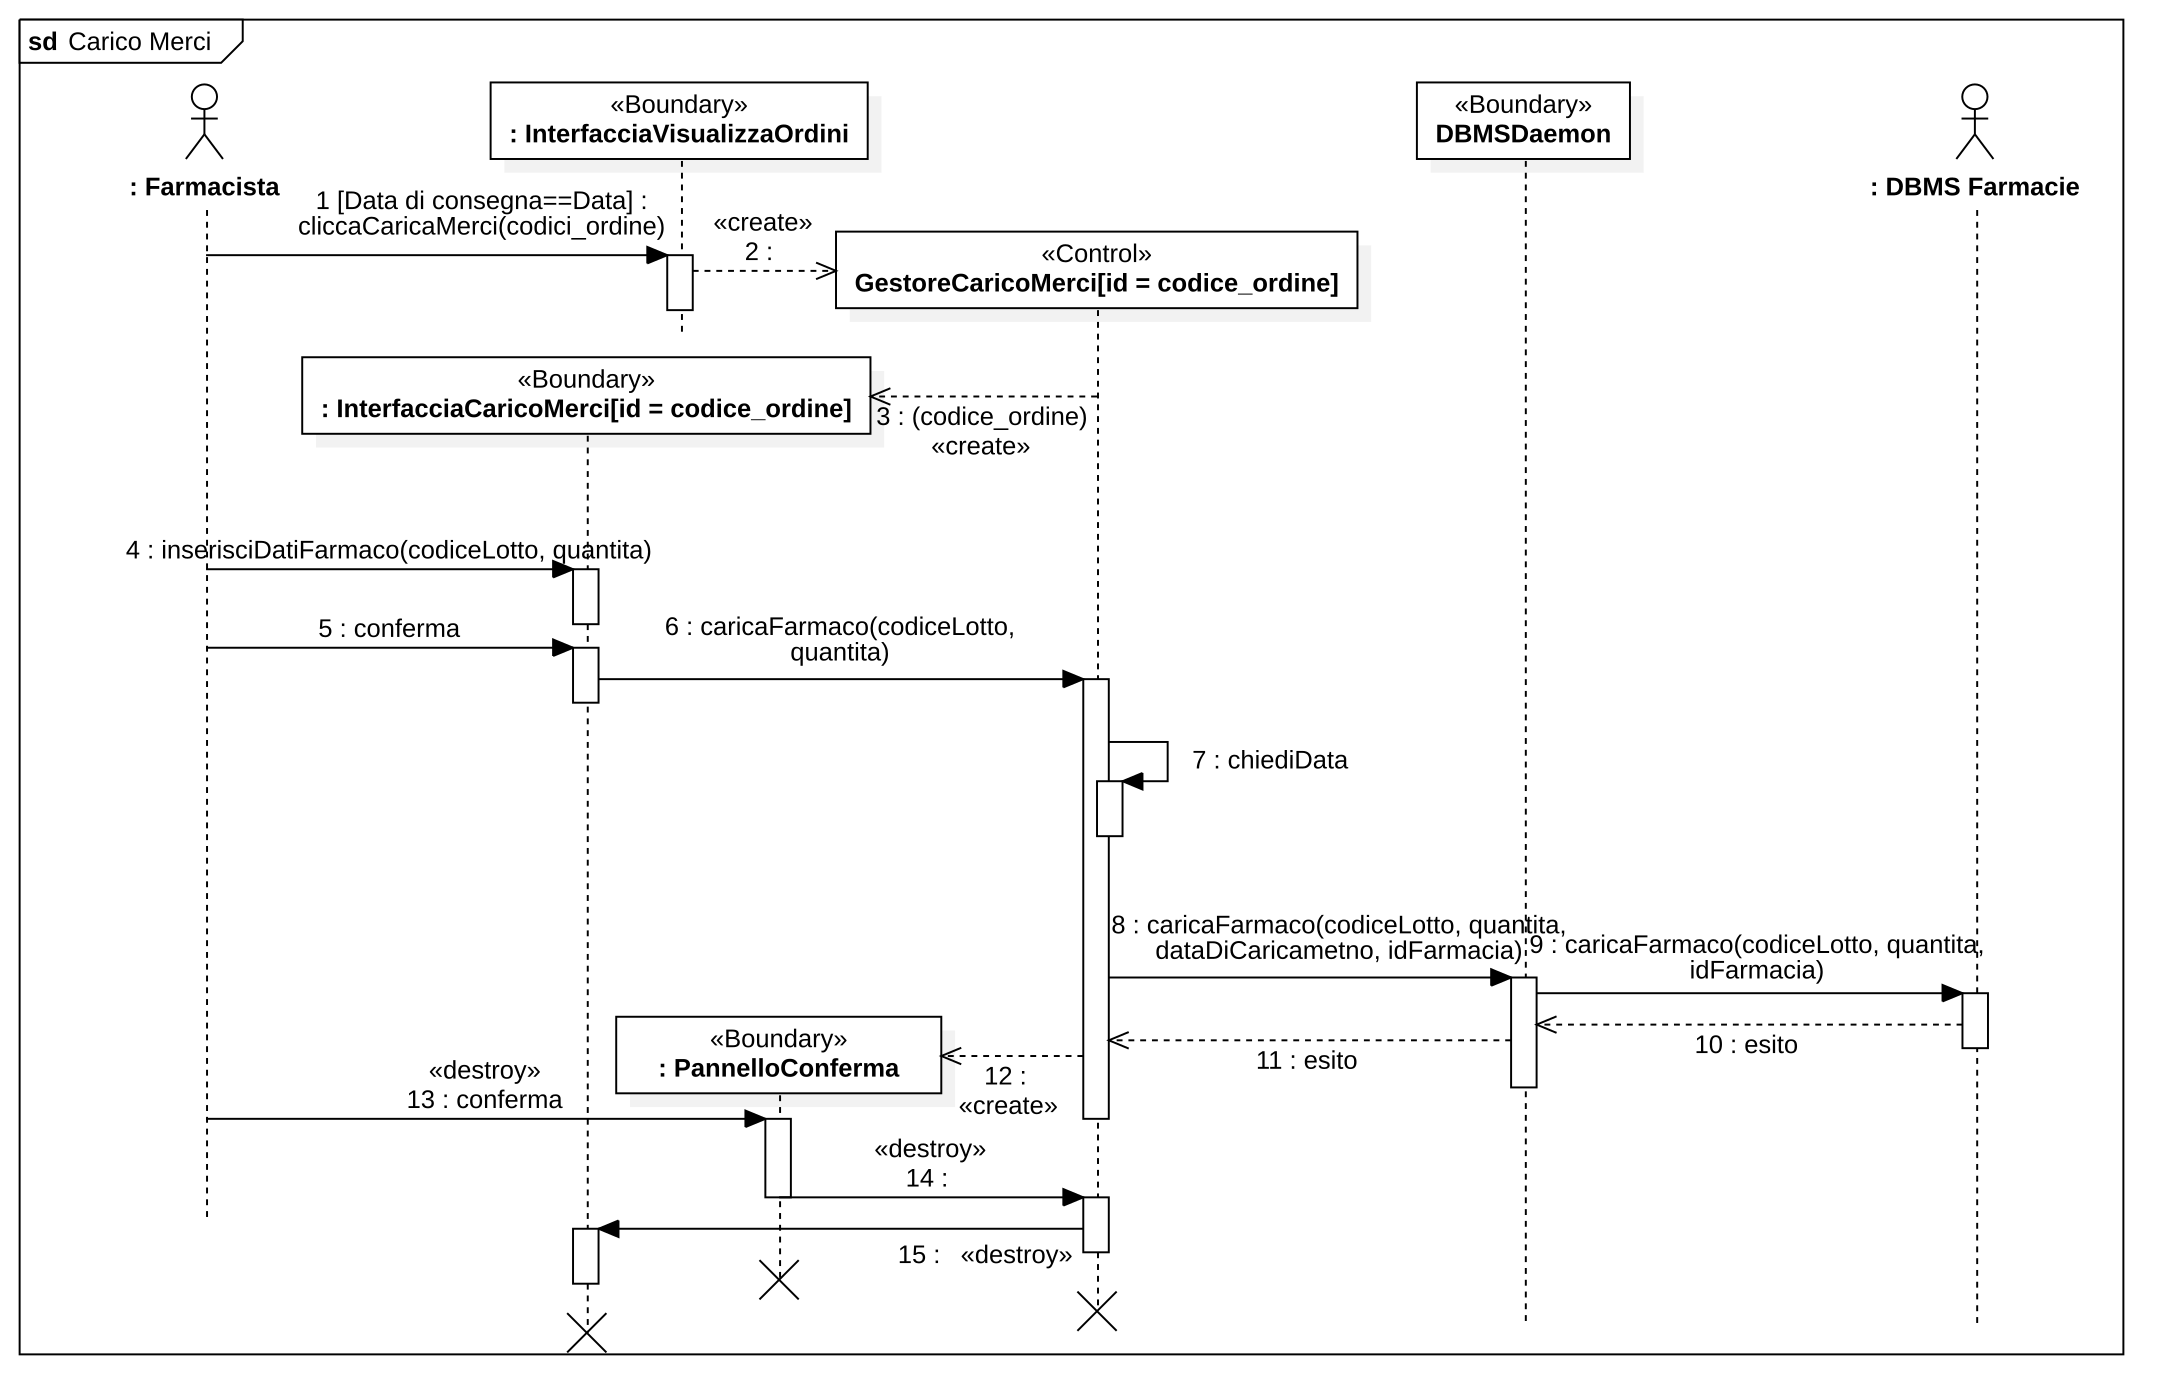 sd Carico Merci
«Boundary»
: InterfacciaVisualizzaOrdini
«Boundary»
DBMSDaemon
: Farmacista
: DBMS Farmacie
1 [Data di consegna==Data] :
cliccaCaricaMerci(codici_ordine)
«create»
2 :
«Control»
GestoreCaricoMerci[id = codice_ordine]
«Boundary»
: InterfacciaCaricoMerci[id = codice_ordine]
3 : (codice_ordine)
«create»
4 : inserisciDatiFarmaco(codiceLotto, quantita)
5 : conferma
6 : caricaFarmaco(codiceLotto,
quantita)
7 : chiediData
8 : caricaFarmaco(codiceLotto, quantita,
dataDiCaricametno, idFarmacia)
9 : caricaFarmaco(codiceLotto, quantita,
idFarmacia)
10 : esito
11 : esito
«Boundary»
: PannelloConferma
12 :
«create»
«destroy»
13 : conferma
«destroy»
14 :
15 : «destroy»